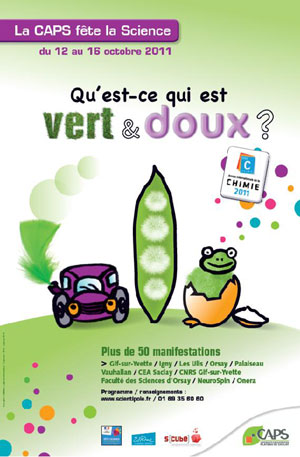 La CAPS fête la Science
du 12 au 16 octobre 2011
Qu'est-ce qui est
vert & doux ?
C
CHIMIE
2011
Plus de 50 manifestations
> Gif-sur-Yvette / Igny / Les Ulis / Orsay / Palaiseau
Vauhallan / CEA Saclay / CNRS Gif-sur-Yvette
Faculté des Sciences d'Orsay / NeuroSpin / Onera
Programme / renseignements :
www.scientipole.fr / 01 69 35 60 60
S[cube]
CAPS